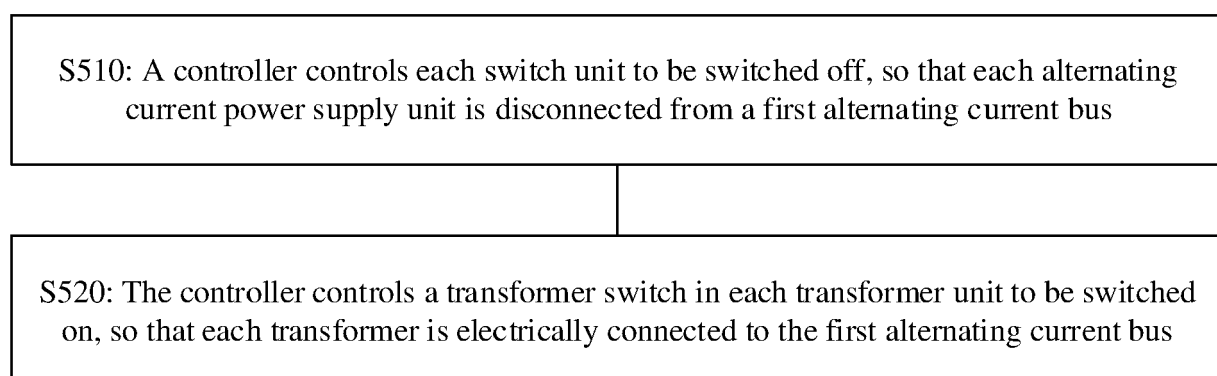 S510: A controller controls each switch unit to be switched off, so that each alternating
current power supply unit is disconnected from a first alternating current bus
S520: The controller controls a transformer switch in each transformer unit to be switched
on, so that each transformer is electrically connected to the first alternating current bus